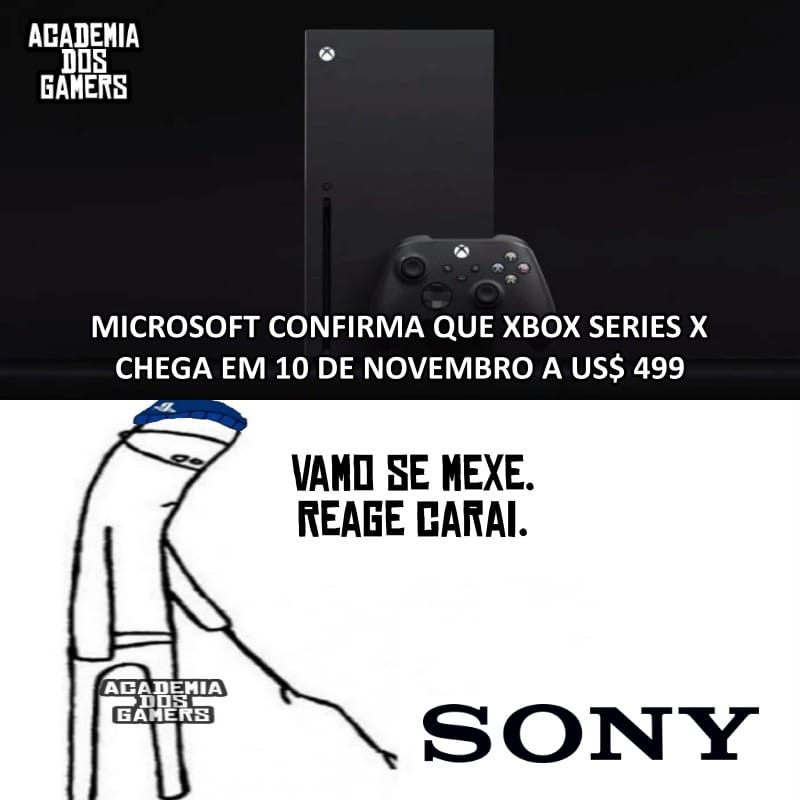 ACADEMIA
DOS
GAMERS
MICROSOFT CONFIRMA QUE XBOX SERIES X
CHEGA EM 10 DE NOVEMBRO A US$ 499
VAMO SE MEXE.
REAGE CARAI.
ACADEMIA
DOS
GAMERS
SONY